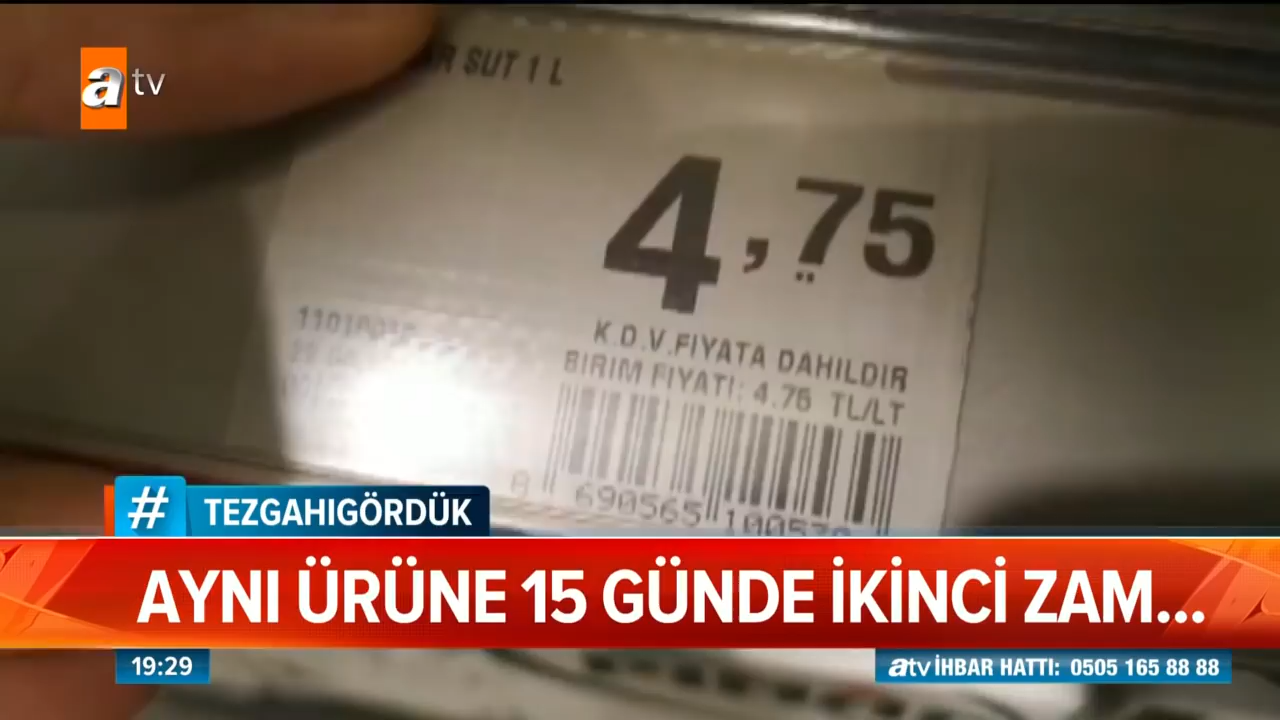 atv
SUT 1 L
4,75
K.D.V.FIYATA DAHILDIR
BIRIM FIYATI: 4.75 TL/LT
8 690565
# TEZGAHIGÖRDÜK
AYNI ÜRÜNE 15 GÜNDE İKİNCİ ZAM...
19:29
atv İHBAR HATTI: 0505 165 88 88